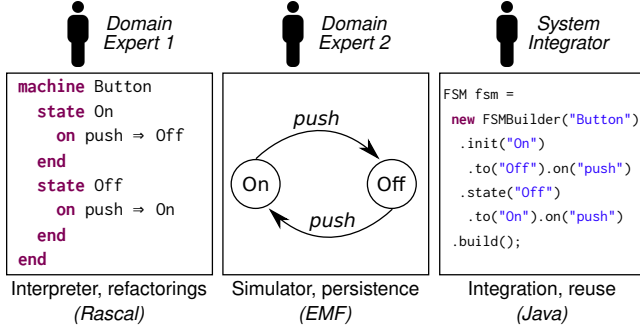 Domain
Expert 1
machine Button
state On
on push ⇒ Off
end
state Off
on push ⇒ On
end
end
Interpreter, refactorings
(Rascal)
Domain
Expert 2
push
On
Off
push
Simulator, persistence
(EMF)
System
Integrator
FSM fsm =
new FSMBuilder("Button")
.init("On")
.to("Off").on("push")
.state("Off")
.to("On").on("push")
.build();
Integration, reuse
(Java)